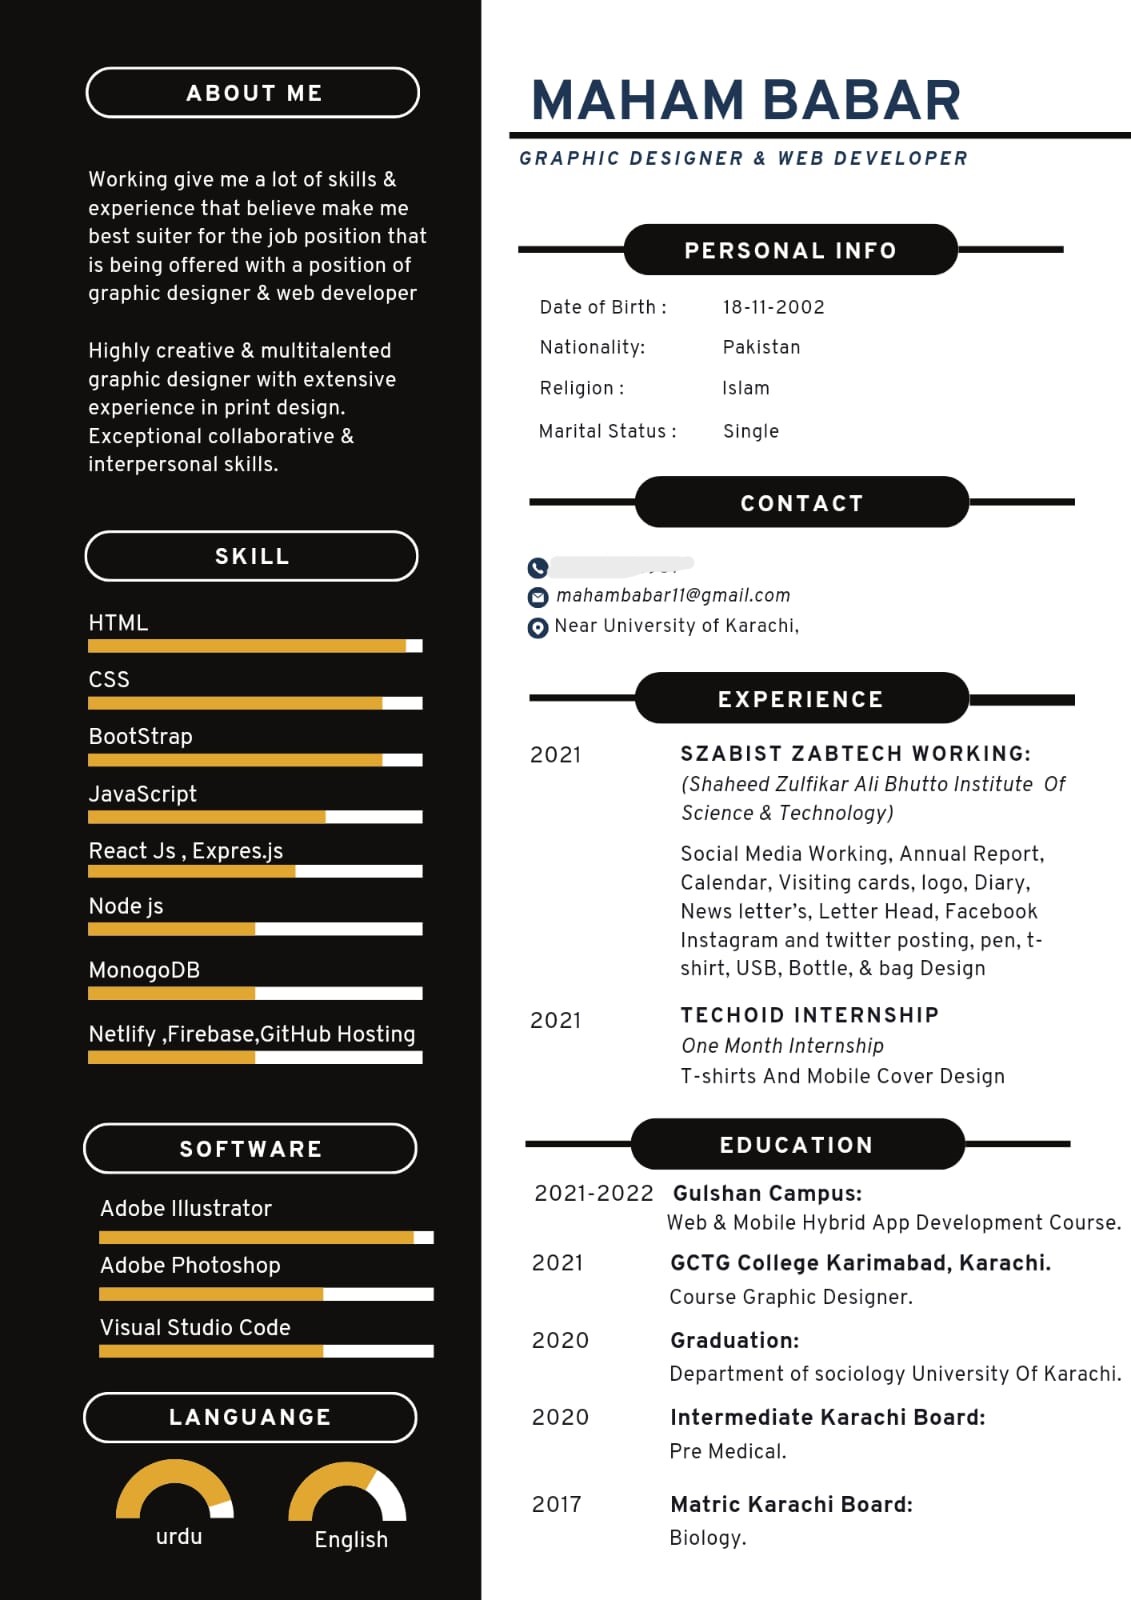 ABOUT ME
Working give me a lot of skills &
experience that believe make me
best suiter for the job position that
is being offered with a position of
graphic designer & web developer
Highly creative & multitalented
graphic designer with extensive
experience in print design.
Exceptional collaborative &
interpersonal skills.
SKILL
HTML
CSS
BootStrap
JavaScript
React Js , Expres.js
Node js
MonogoDB
Netlify ,Firebase,GitHub Hosting
SOFTWARE
Adobe Illustrator
Adobe Photoshop
Visual Studio Code
LANGUANGE
urdu
English
MAHAM BABAR
GRAPHIC DESIGNER & WEB DEVELOPER
PERSONAL INFO
Date of Birth : 18-11-2002
Nationality: Pakistan
Religion : Islam
Marital Status : Single
CONTACT
mahambabar11@gmail.com
Near University of Karachi,
EXPERIENCE
2021 SZABIST ZABTECH WORKING:
(Shaheed Zulfikar Ali Bhutto Institute Of
Science & Technology)
Social Media Working, Annual Report,
Calendar, Visiting cards, logo, Diary,
News letter’s, Letter Head, Facebook
Instagram and twitter posting, pen, t-
shirt, USB, Bottle, & bag Design
2021 TECHOID INTERNSHIP
One Month Internship
T-shirts And Mobile Cover Design
EDUCATION
2021-2022 Gulshan Campus:
Web & Mobile Hybrid App Development Course.
2021 GCTG College Karimabad, Karachi.
Course Graphic Designer.
2020 Graduation:
Department of sociology University Of Karachi.
2020 Intermediate Karachi Board:
Pre Medical.
2017 Matric Karachi Board:
Biology.